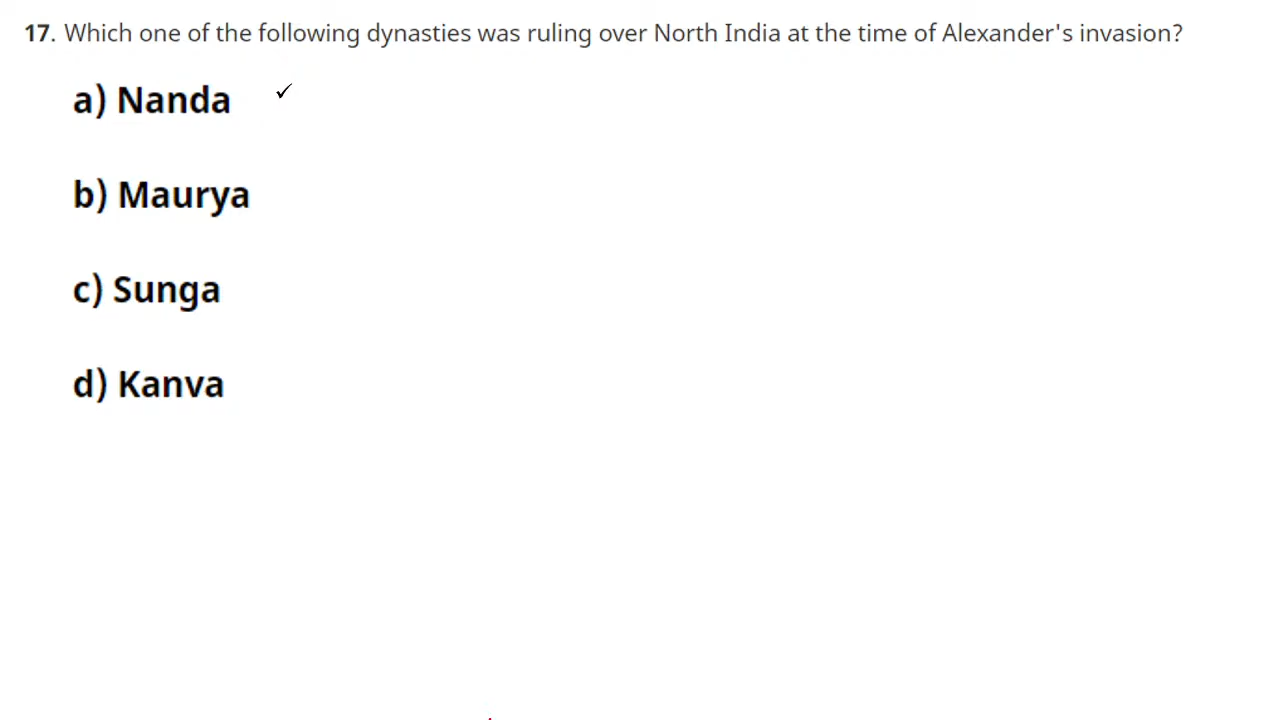 17. Which one of the following dynasties was ruling over North India at the time of Alexander's invasion?
a) Nanda ✓
b) Maurya
c) Sunga
d) Kanva